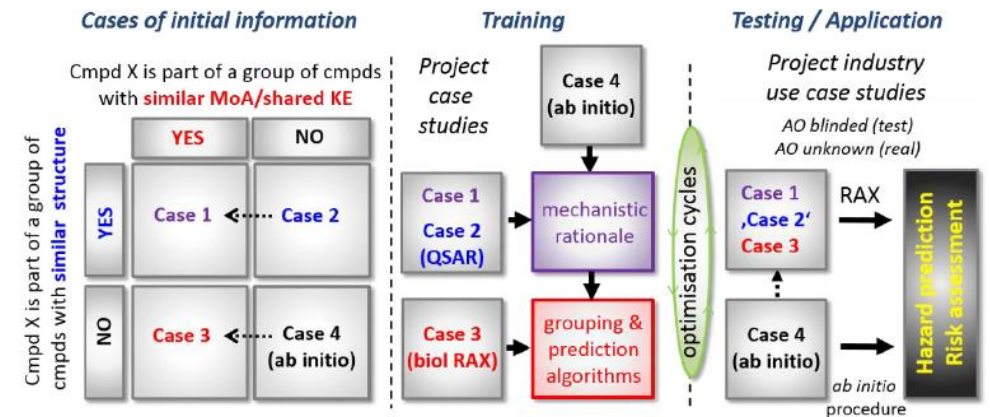 Cases of initial information
Cmpd X is part of a group of cmpds
with similar MoA/shared KE
Cmpd X is part of a group of
cmpds with similar structure
YES
NO
YES
Case 1
Case 2
NO
Case 3
Case 4
(ab initio)
Training
Project
case
studies
Case 4
(ab initio)
Case 1
Case 2
(QSAR)
mechanistic
rationale
Case 3
(biol RAX)
grouping &
prediction
algorithms
optimisation cycles
Testing / Application
Project industry
use case studies
AO blinded (test)
AO unknown (real)
Case 1
‚Case 2‘
Case 3
RAX
Case 4
(ab initio)
ab initio
procedure
Hazard prediction
Risk assessment